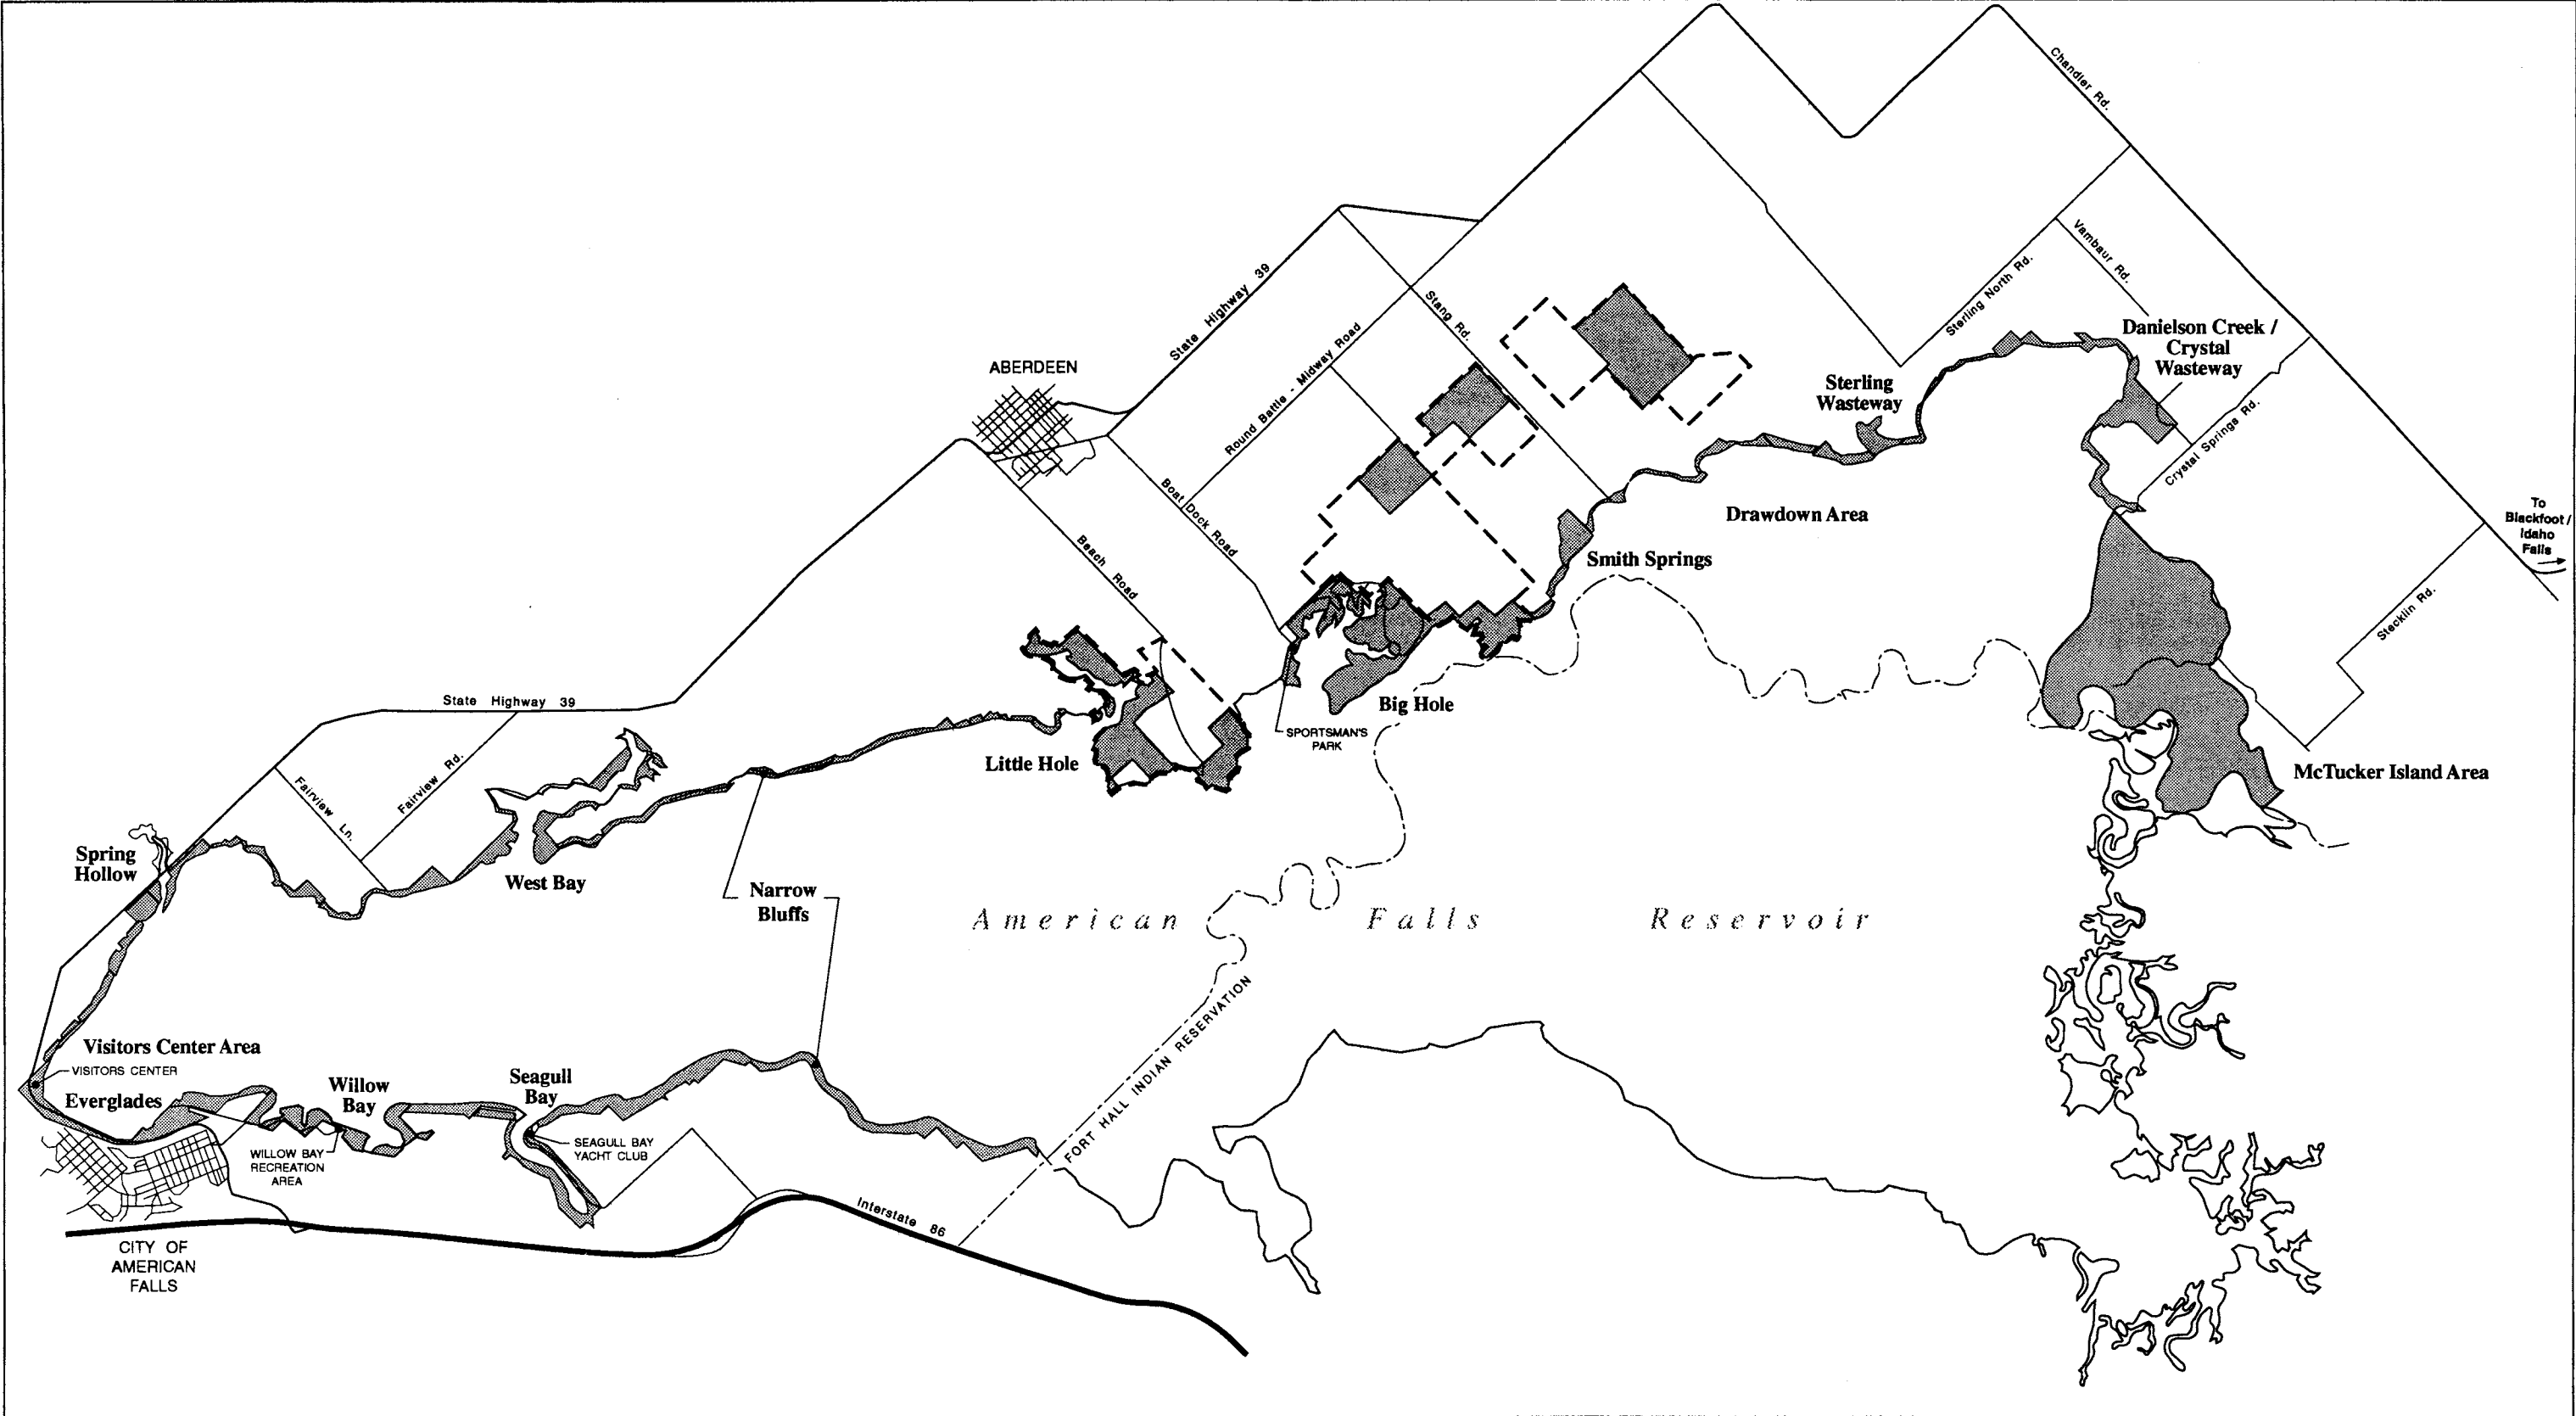 Chandler Rd.
Vambaur Rd.
Sterling North Rd.
State Highway 39
Stang Rd.
Round Battle - Midway Road
Danielson Creek /
Crystal
Wasteway
ABERDEEN
Sterling
Wasteway
Crystal Springs Rd.
Boat Dock Road
Beach Road
Drawdown Area
To
Blackfoot /
Idaho
Falls
Smith Springs
Stecklin Rd.
State Highway 39
Big Hole
SPORTSMAN'S
PARK
Little Hole
McTucker Island Area
Fairview Rd.
Fairview Ln.
Spring
Hollow
West Bay
Narrow
Bluffs
American Falls Reservoir
FORT HALL INDIAN RESERVATION
Visitors Center Area
VISITORS CENTER
Everglades
Willow
Bay
Seagull
Bay
SEAGULL BAY
YACHT CLUB
WILLOW BAY
RECREATION
AREA
Interstate 86
CITY OF
AMERICAN
FALLS